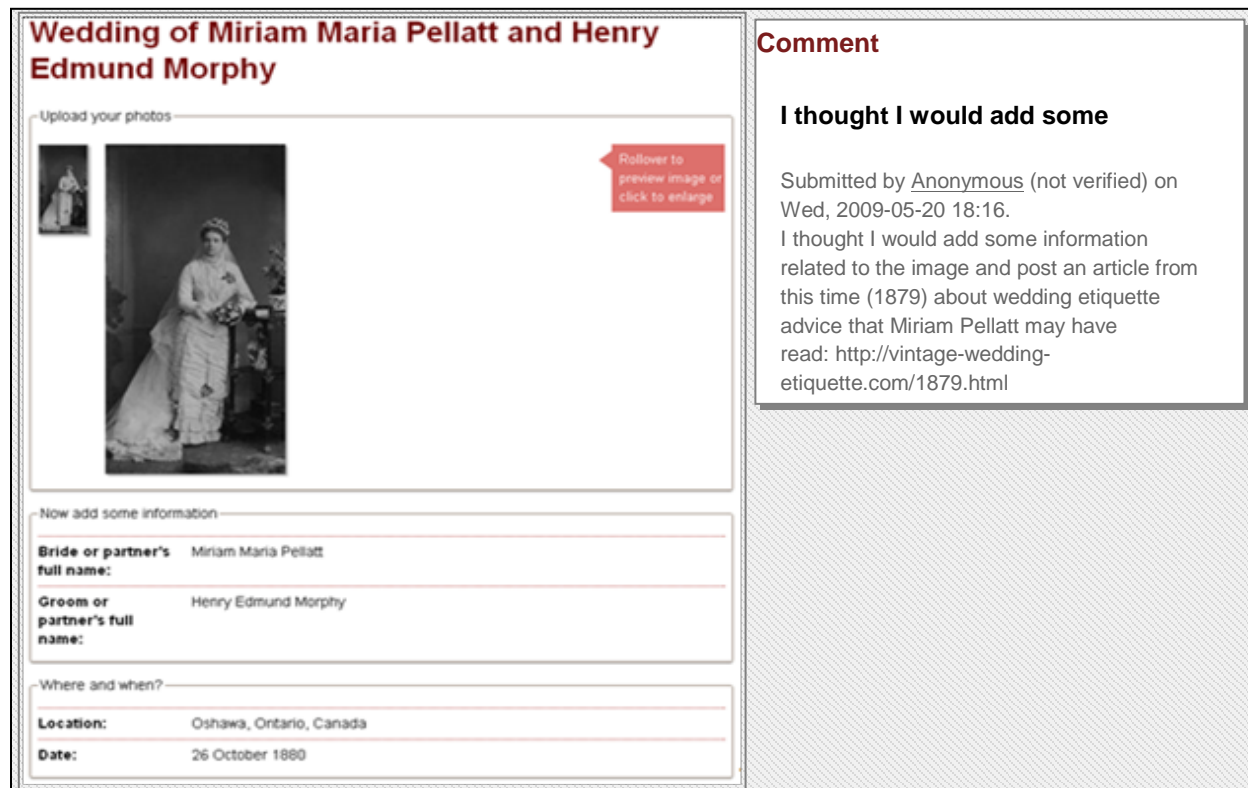 Wedding of Miriam Maria Pellatt and Henry
Edmund Morphy
Upload your photos
Rollover to
preview image or
click to enlarge
Now add some information
Bride or partner's
full name:
Miriam Maria Pellatt
Groom or
partner's full
name:
Henry Edmund Morphy
Where and when?
Location:
Oshawa, Ontario, Canada
Date:
26 October 1880
Comment
I thought I would add some
Submitted by Anonymous (not verified) on
Wed, 2009-05-20 18:16.
I thought I would add some information
related to the image and post an article from
this time (1879) about wedding etiquette
advice that Miriam Pellatt may have
read: http://vintage-wedding-
etiquette.com/1879.html